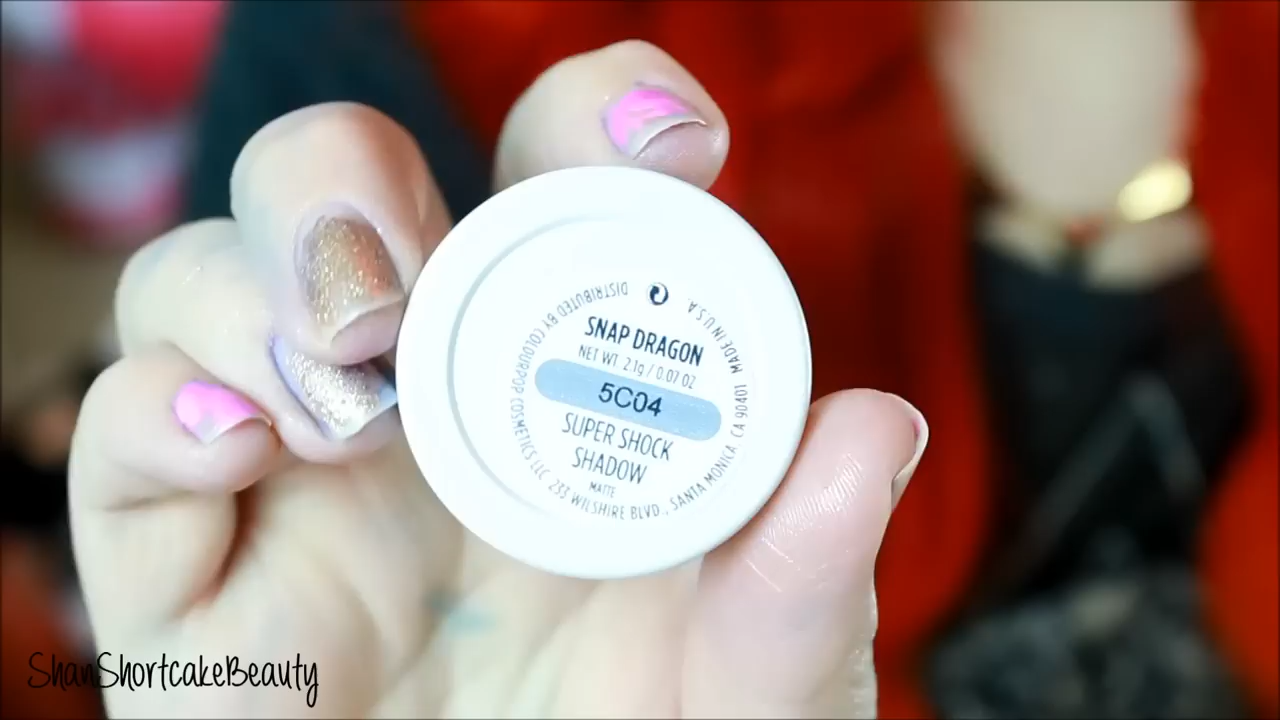 SNAP DRAGON
NET WT. 2.1g / 0.07 OZ
5C04
SUPER SHOCK
SHADOW
MATTE
DISTRIBUTED BY COLOURPOP COSMETICS LLC 233 WILSHIRE BLVD., SANTA MONICA, CA 90401 MADE IN U.S.A
ShanShortcakeBeauty